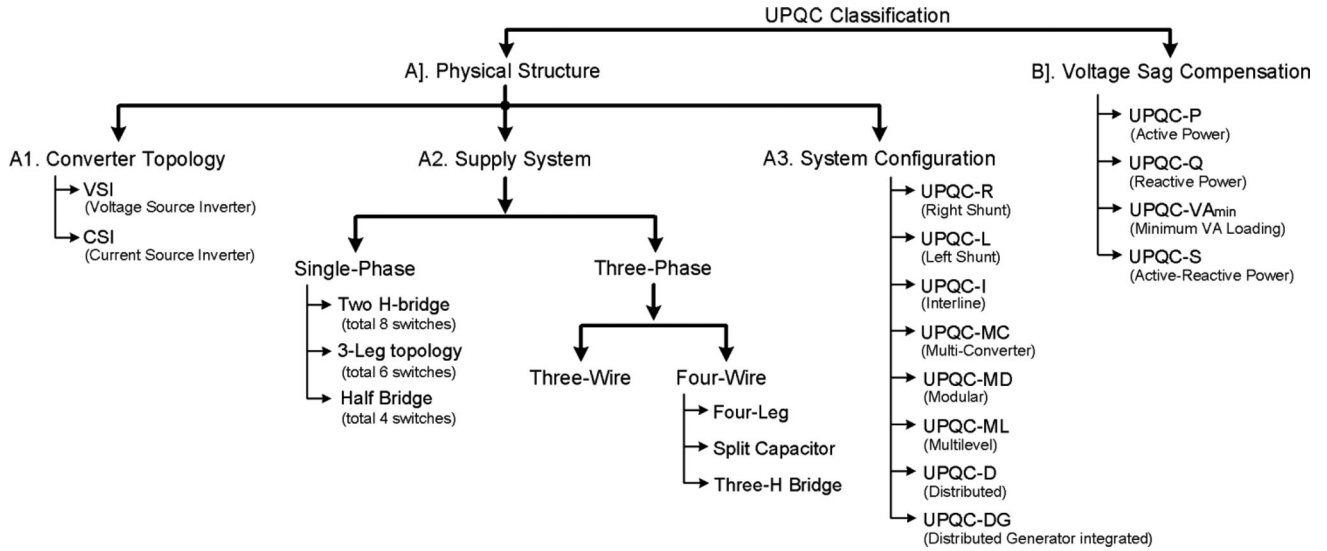 UPQC Classification
A]. Physical Structure
B]. Voltage Sag Compensation
A1. Converter Topology
VSI
(Voltage Source Inverter)
CSI
(Current Source Inverter)
A2. Supply System
Single-Phase
Two H-bridge
(total 8 switches)
3-Leg topology
(total 6 switches)
Half Bridge
(total 4 switches)
Three-Phase
Three-Wire
Four-Wire
Four-Leg
Split Capacitor
Three-H Bridge
A3. System Configuration
UPQC-R
(Right Shunt)
UPQC-L
(Left Shunt)
UPQC-I
(Interline)
UPQC-MC
(Multi-Converter)
UPQC-MD
(Modular)
UPQC-ML
(Multilevel)
UPQC-D
(Distributed)
UPQC-DG
(Distributed Generator integrated)
UPQC-P
(Active Power)
UPQC-Q
(Reactive Power)
UPQC-VAmin
(Minimum VA Loading)
UPQC-S
(Active-Reactive Power)